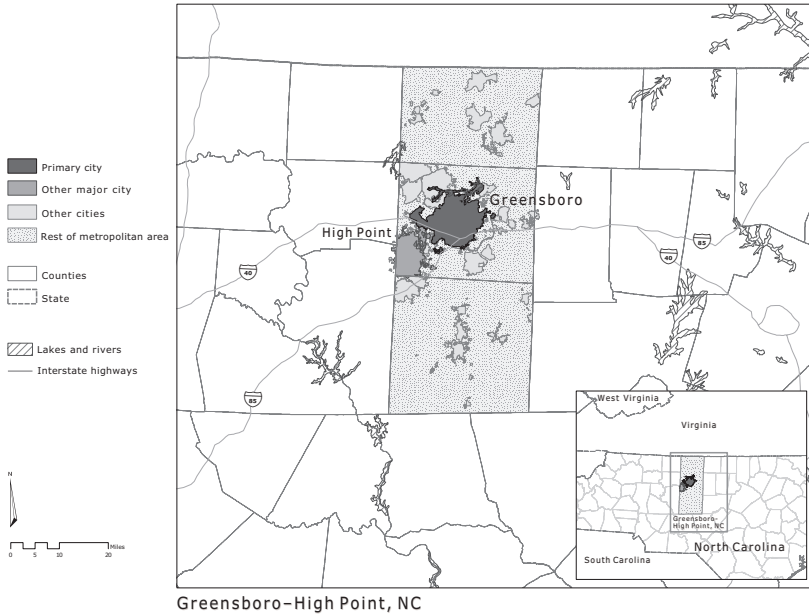 Primary city
Other major city
Other cities
Rest of metropolitan area
Counties
State
Lakes and rivers
Interstate highways
N
0 5 10 20
Miles
Greensboro
High Point
40
85
40
85
West Virginia
Virginia
Greensboro–
High Point, NC
North Carolina
South Carolina
Greensboro–High Point, NC